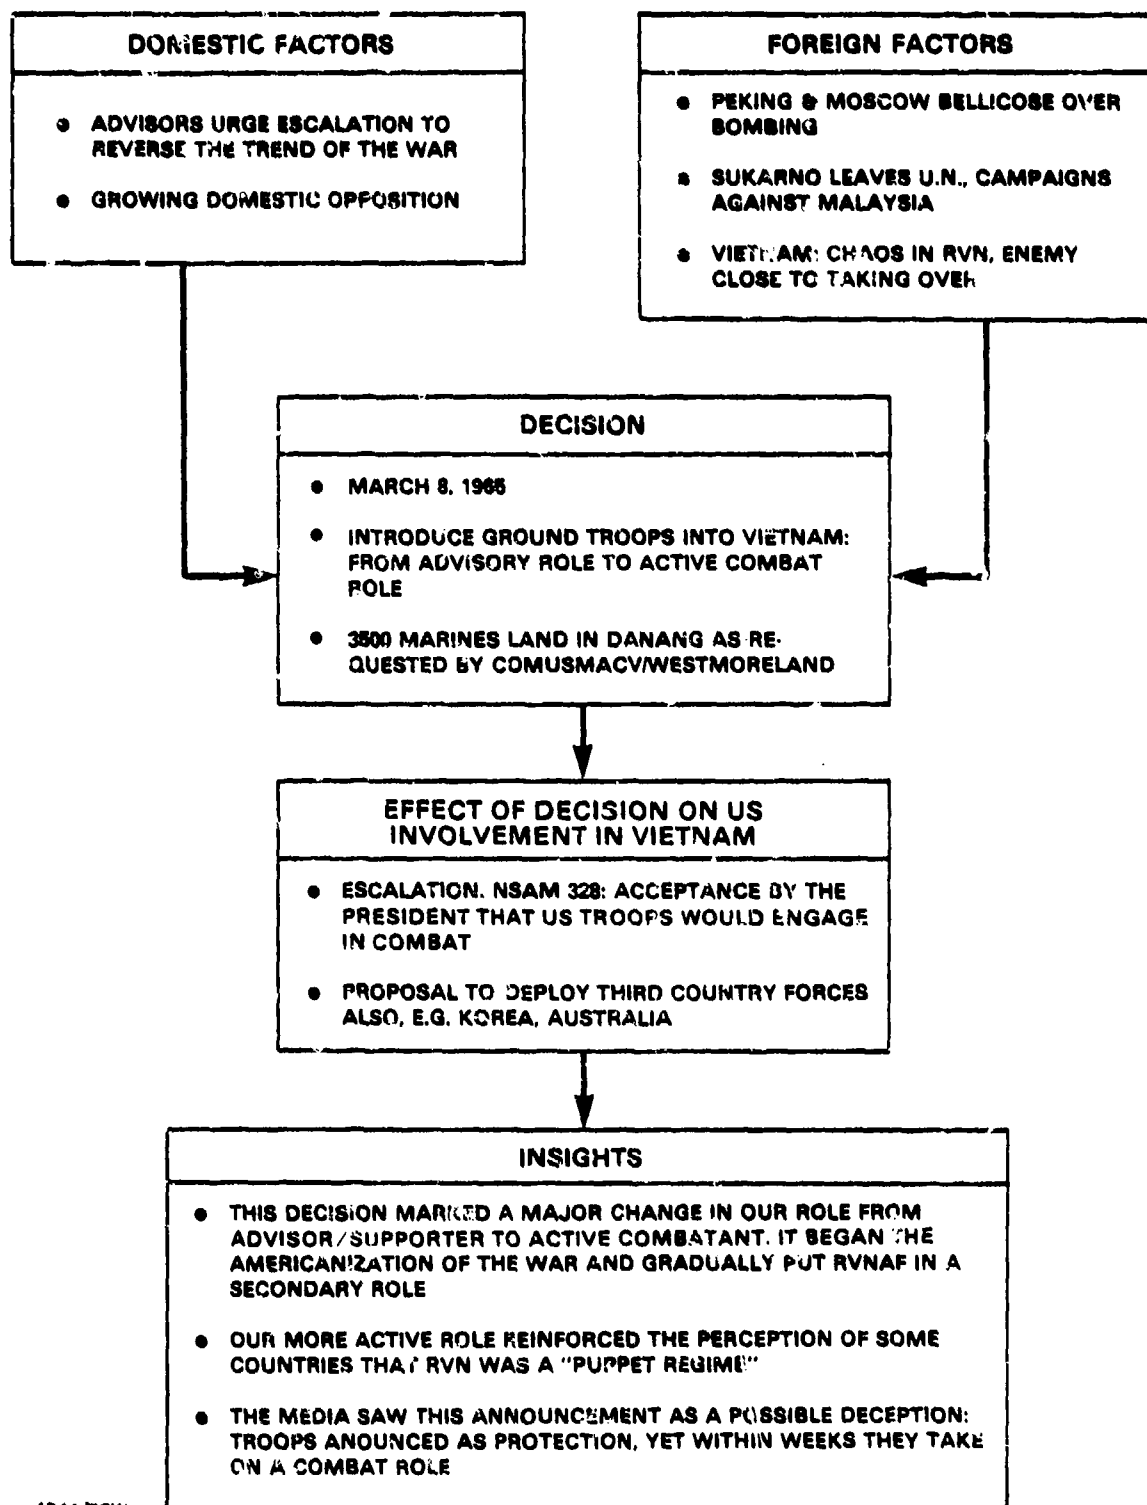 DOMESTIC FACTORS
• ADVISORS URGE ESCALATION TO
REVERSE THE TREND OF THE WAR
• GROWING DOMESTIC OPPOSITION
FOREIGN FACTORS
• PEKING & MOSCOW BELLICOSE OVER
BOMBING
• SUKARNO LEAVES U.N., CAMPAIGNS
AGAINST MALAYSIA
• VIETNAM: CHAOS IN RVN, ENEMY
CLOSE TO TAKING OVER
DECISION
• MARCH 8, 1965
• INTRODUCE GROUND TROOPS INTO VIETNAM:
FROM ADVISORY ROLE TO ACTIVE COMBAT
ROLE
• 3500 MARINES LAND IN DANANG AS RE-
QUESTED BY COMUSMACV/WESTMORELAND
EFFECT OF DECISION ON US
INVOLVEMENT IN VIETNAM
• ESCALATION. NSAM 328: ACCEPTANCE BY THE
PRESIDENT THAT US TROOPS WOULD ENGAGE
IN COMBAT
• PROPOSAL TO DEPLOY THIRD COUNTRY FORCES
ALSO, E.G. KOREA, AUSTRALIA
INSIGHTS
• THIS DECISION MARKED A MAJOR CHANGE IN OUR ROLE FROM
ADVISOR/SUPPORTER TO ACTIVE COMBATANT. IT BEGAN THE
AMERICANIZATION OF THE WAR AND GRADUALLY PUT RVNAF IN A
SECONDARY ROLE
• OUR MORE ACTIVE ROLE REINFORCED THE PERCEPTION OF SOME
COUNTRIES THAT RVN WAS A "PUPPET REGIME"
• THE MEDIA SAW THIS ANNOUNCEMENT AS A POSSIBLE DECEPTION:
TROOPS ANOUNCED AS PROTECTION, YET WITHIN WEEKS THEY TAKE
ON A COMBAT ROLE